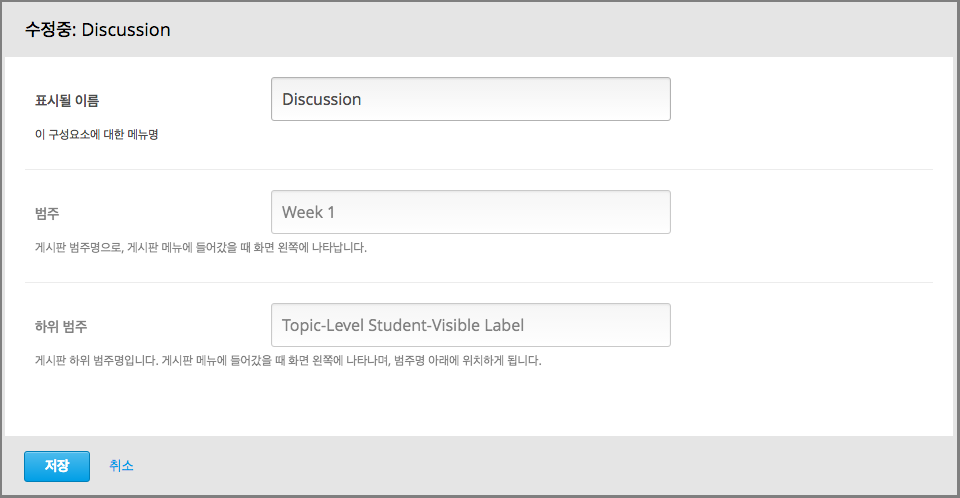 수정중: Discussion
표시될 이름
Discussion
이 구성요소에 대한 메뉴명
범주
Week 1
게시판 범주명으로, 게시판 메뉴에 들어갔을 때 화면 왼쪽에 나타납니다.
하위 범주
Topic-Level Student-Visible Label
게시판 하위 범주명입니다. 게시판 메뉴에 들어갔을 때 화면 왼쪽에 나타나며, 범주명 아래에 위치하게 됩니다.
저장
취소